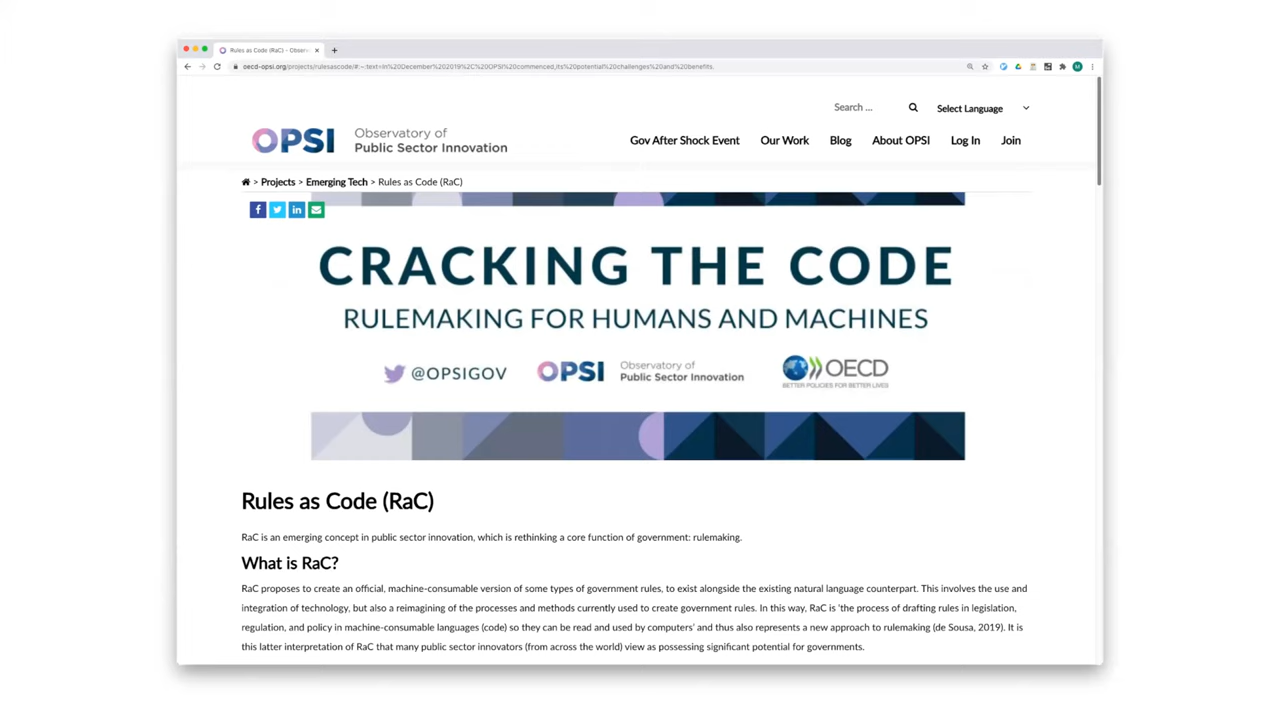 Rules as Code (RaC) - Observ
oecd-opsi.org/projects/rulesascode/#:~:text=In%20December%202019%2C%20OPSI%20commenced,its%20potential%20challenges%20and%20benefits.
Search ...
Select Language
OPSI Observatory of Public Sector Innovation
Gov After Shock Event Our Work Blog About OPSI Log In Join
> Projects > Emerging Tech > Rules as Code (RaC)
CRACKING THE CODE
RULEMAKING FOR HUMANS AND MACHINES
@OPSIGOV OPSI Observatory of Public Sector Innovation OECD
BETTER POLICIES FOR BETTER LIVES
Rules as Code (RaC)
RaC is an emerging concept in public sector innovation, which is rethinking a core function of government: rulemaking.
What is RaC?
RaC proposes to create an official, machine-consumable version of some types of government rules, to exist alongside the existing natural language counterpart. This involves the use and
integration of technology, but also a reimagining of the processes and methods currently used to create government rules. In this way, RaC is ‘the process of drafting rules in legislation,
regulation, and policy in machine-consumable languages (code) so they can be read and used by computers’ and thus also represents a new approach to rulemaking (de Sousa, 2019). It is
this latter interpretation of RaC that many public sector innovators (from across the world) view as possessing significant potential for governments.